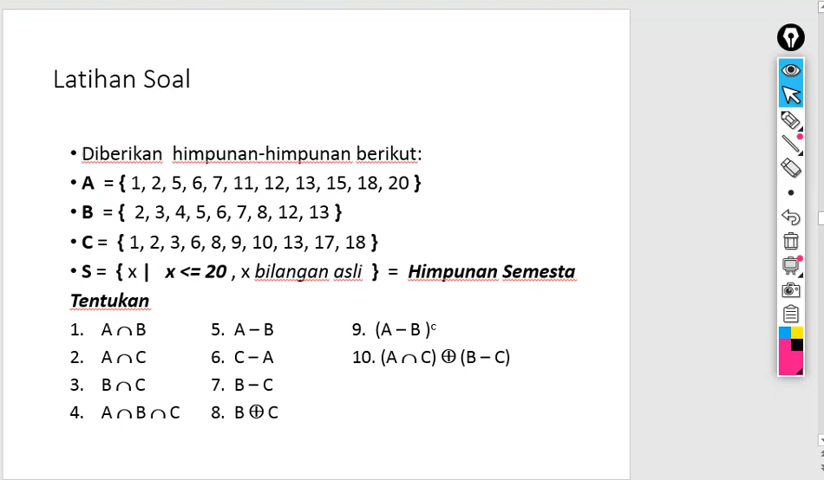 Latihan Soal
• Diberikan himpunan-himpunan berikut:
• A = { 1, 2, 5, 6, 7, 11, 12, 13, 15, 18, 20 }
• B = { 2, 3, 4, 5, 6, 7, 8, 12, 13 }
• C = { 1, 2, 3, 6, 8, 9, 10, 13, 17, 18 }
• S = { x | x <= 20 , x bilangan asli } = Himpunan Semesta
Tentukan
1. A ∩ B 5. A – B 9. (A – B )ᶜ
2. A ∩ C 6. C – A 10. (A ∩ C) ⊕ (B – C)
3. B ∩ C 7. B – C
4. A ∩ B ∩ C 8. B ⊕ C